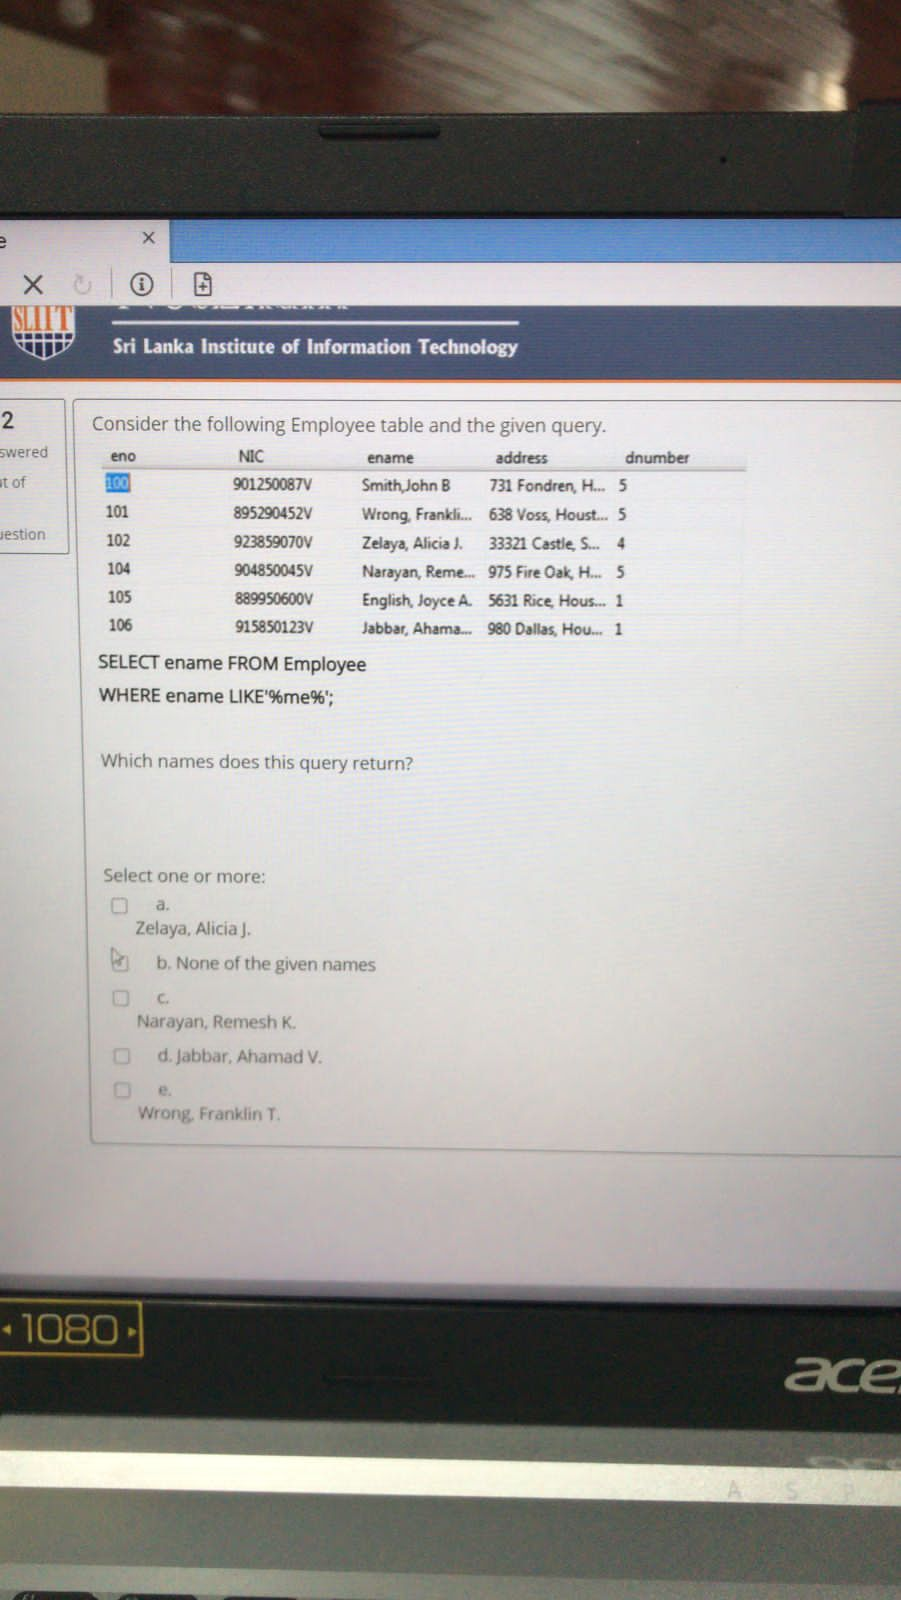 SLIIT
Sri Lanka Institute of Information Technology
2
swered
ut of
uestion
Consider the following Employee table and the given query.
eno NIC ename address dnumber
100 901250087V Smith,John B 731 Fondren, H... 5
101 895290452V Wrong, Frankli... 638 Voss, Houst... 5
102 923859070V Zelaya, Alicia J. 33321 Castle, S... 4
104 904850045V Narayan, Reme... 975 Fire Oak, H... 5
105 889950600V English, Joyce A. 5631 Rice, Hous... 1
106 915850123V Jabbar, Ahama... 980 Dallas, Hou... 1
SELECT ename FROM Employee
WHERE ename LIKE'%me%';
Which names does this query return?
Select one or more:
a.
Zelaya, Alicia J.
b. None of the given names
c.
Narayan, Remesh K.
d. Jabbar, Ahamad V.
e.
Wrong, Franklin T.
1080
ace
A S P